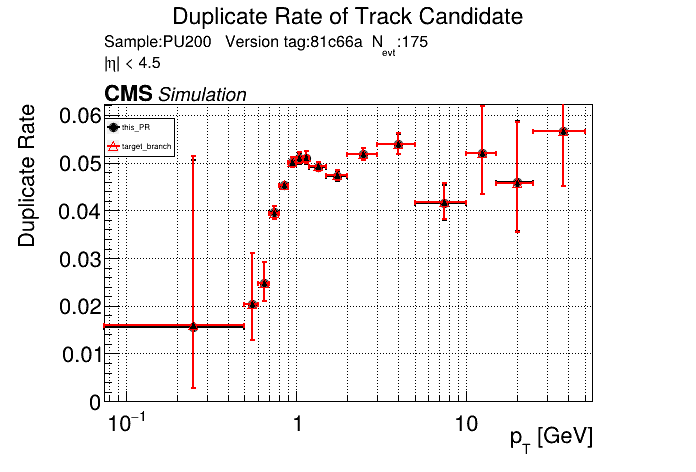 Duplicate Rate of Track Candidate
Sample:PU200 Version tag:81c66a N_evt:175
|η| < 4.5
CMS Simulation
this_PR
target_branch
Duplicate Rate
0.06
0.05
0.04
0.03
0.02
0.01
0
10⁻¹ 1 10
p_T [GeV]